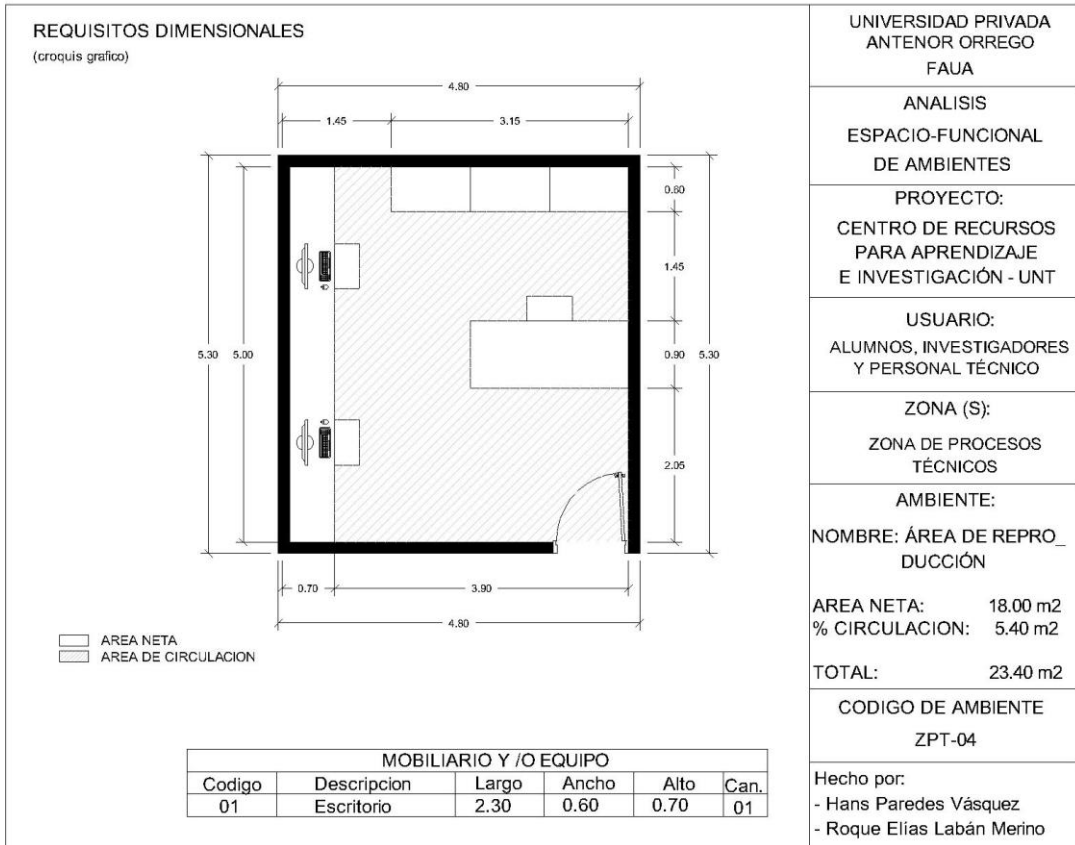 REQUISITOS DIMENSIONALES
(croquis grafico)
4.80
1.45
3.15
5.30
5.00
0.60
1.45
0.90
5.30
2.05
0.70
3.90
4.80
AREA NETA
AREA DE CIRCULACION
MOBILIARIO Y /O EQUIPO
Codigo Descripcion Largo Ancho Alto Can.
01 Escritorio 2.30 0.60 0.70 01
UNIVERSIDAD PRIVADA
ANTENOR ORREGO
FAUA
ANALISIS
ESPACIO-FUNCIONAL
DE AMBIENTES
PROYECTO:
CENTRO DE RECURSOS
PARA APRENDIZAJE
E INVESTIGACIÓN - UNT
USUARIO:
ALUMNOS, INVESTIGADORES
Y PERSONAL TÉCNICO
ZONA (S):
ZONA DE PROCESOS
TÉCNICOS
AMBIENTE:
NOMBRE: ÁREA DE REPRO_
DUCCIÓN
AREA NETA: 18.00 m2
% CIRCULACION: 5.40 m2
TOTAL: 23.40 m2
CODIGO DE AMBIENTE
ZPT-04
Hecho por:
- Hans Paredes Vásquez
- Roque Elías Labán Merino